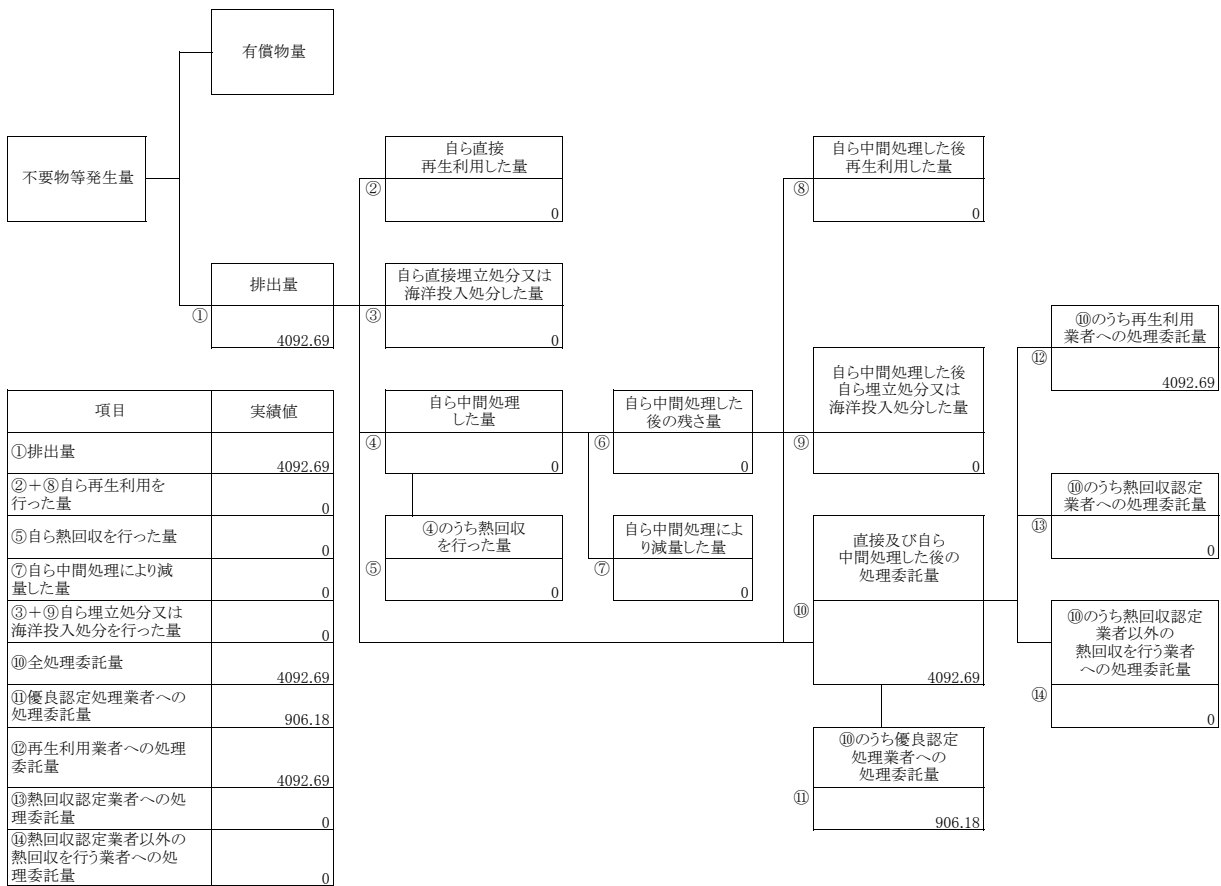 有償物量
不要物等発生量
排出量
①
4092.69
自ら直接
再生利用した量
②
0
自ら直接埋立処分又は
海洋投入処分した量
③
0
自ら中間処理
した量
④
0
④のうち熱回収
を行った量
⑤
0
自ら中間処理した
後の残さ量
⑥
0
自ら中間処理によ
り減量した量
⑦
0
自ら中間処理した後
再生利用した量
⑧
0
自ら中間処理した後
自ら埋立処分又は
海洋投入処分した量
⑨
0
直接及び自ら
中間処理した後の
処理委託量
⑩
4092.69
⑩のうち優良認定
処理業者への
処理委託量
⑪
906.18
⑩のうち再生利用
業者への処理委託量
⑫
4092.69
⑩のうち熱回収認定
業者への処理委託量
⑬
0
⑩のうち熱回収認定
業者以外の
熱回収を行う業者
への処理委託量
⑭
0
項目 実績値
①排出量
4092.69
②＋⑧自ら再生利用を
行った量
0
⑤自ら熱回収を行った量
0
⑦自ら中間処理により減
量した量
0
③＋⑨自ら埋立処分又は
海洋投入処分を行った量
0
⑩全処理委託量
4092.69
⑪優良認定処理業者への
処理委託量
906.18
⑫再生利用業者への処理
委託量
4092.69
⑬熱回収認定業者への処
理委託量
0
⑭熱回収認定業者以外の
熱回収を行う業者への処
理委託量
0